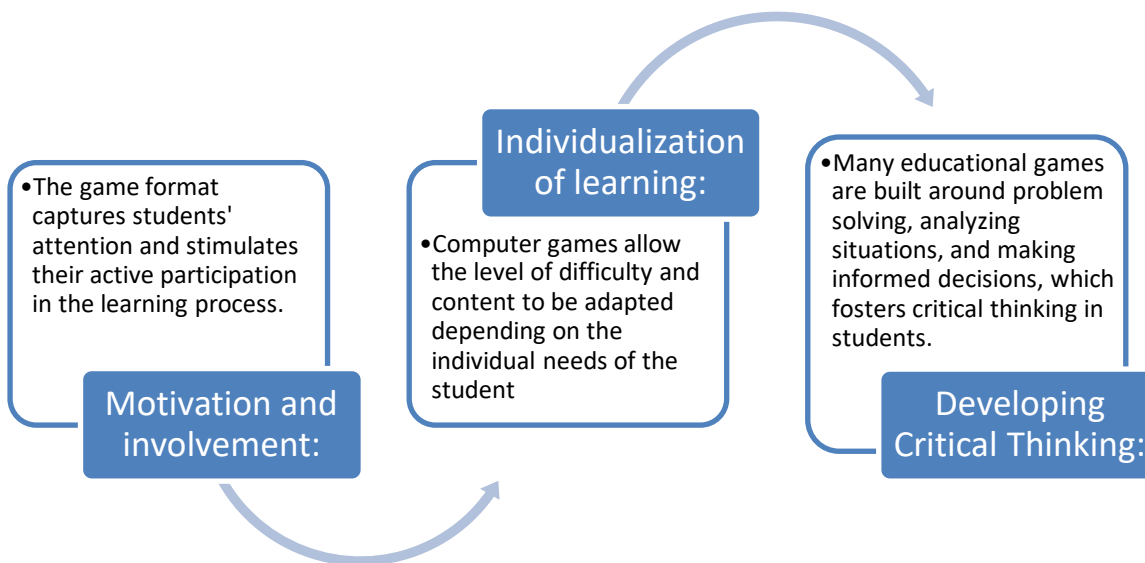 •The game format
captures students'
attention and stimulates
their active participation
in the learning process.
Motivation and
involvement:
Individualization
of learning:
•Computer games allow
the level of difficulty and
content to be adapted
depending on the
individual needs of the
student
•Many educational games
are built around problem
solving, analyzing
situations, and making
informed decisions, which
fosters critical thinking in
students.
Developing
Critical Thinking: